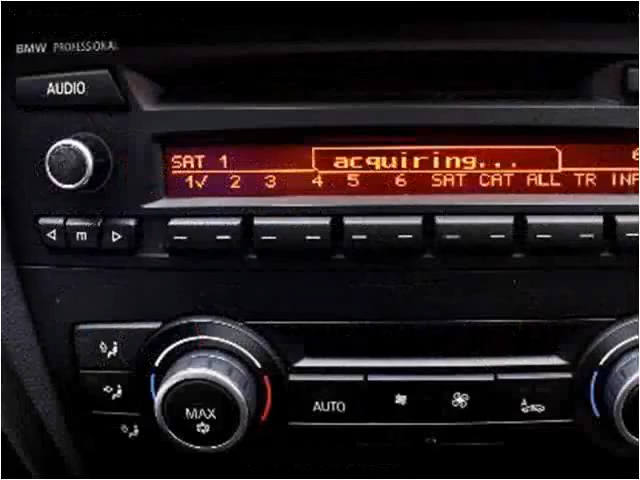 BMW PROFESSIONAL
AUDIO
SAT 1 acquiring...
1✓ 2 3 4 5 6 SAT CAT ALL TR INF
m
AUTO
MAX